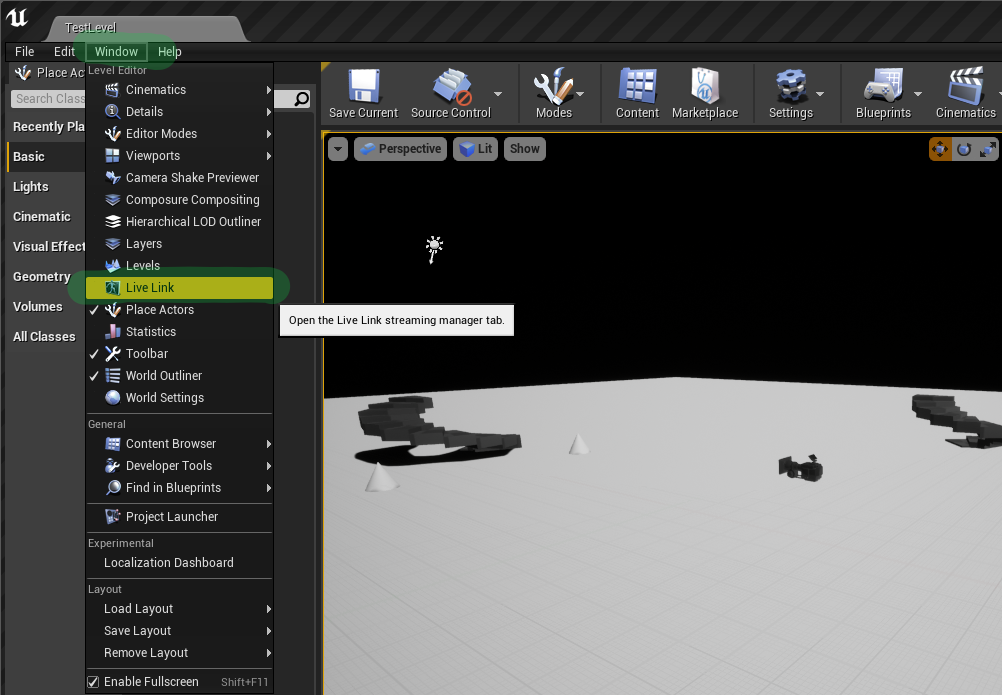 TestLevel
File Edit Window Help
Place Ac
Search Class
Recently Pla
Basic
Lights
Cinematic
Visual Effect
Geometry
Volumes
All Classes
Level Editor
Cinematics
Details
Editor Modes
Viewports
Camera Shake Previewer
Composure Compositing
Hierarchical LOD Outliner
Layers
Levels
Live Link
Place Actors
Statistics
Toolbar
World Outliner
World Settings
General
Content Browser
Developer Tools
Find in Blueprints
Project Launcher
Experimental
Localization Dashboard
Layout
Load Layout
Save Layout
Remove Layout
Enable Fullscreen Shift+F11
Open the Live Link streaming manager tab.
Save Current Source Control Modes Content Marketplace Settings Blueprints Cinematics
Perspective Lit Show